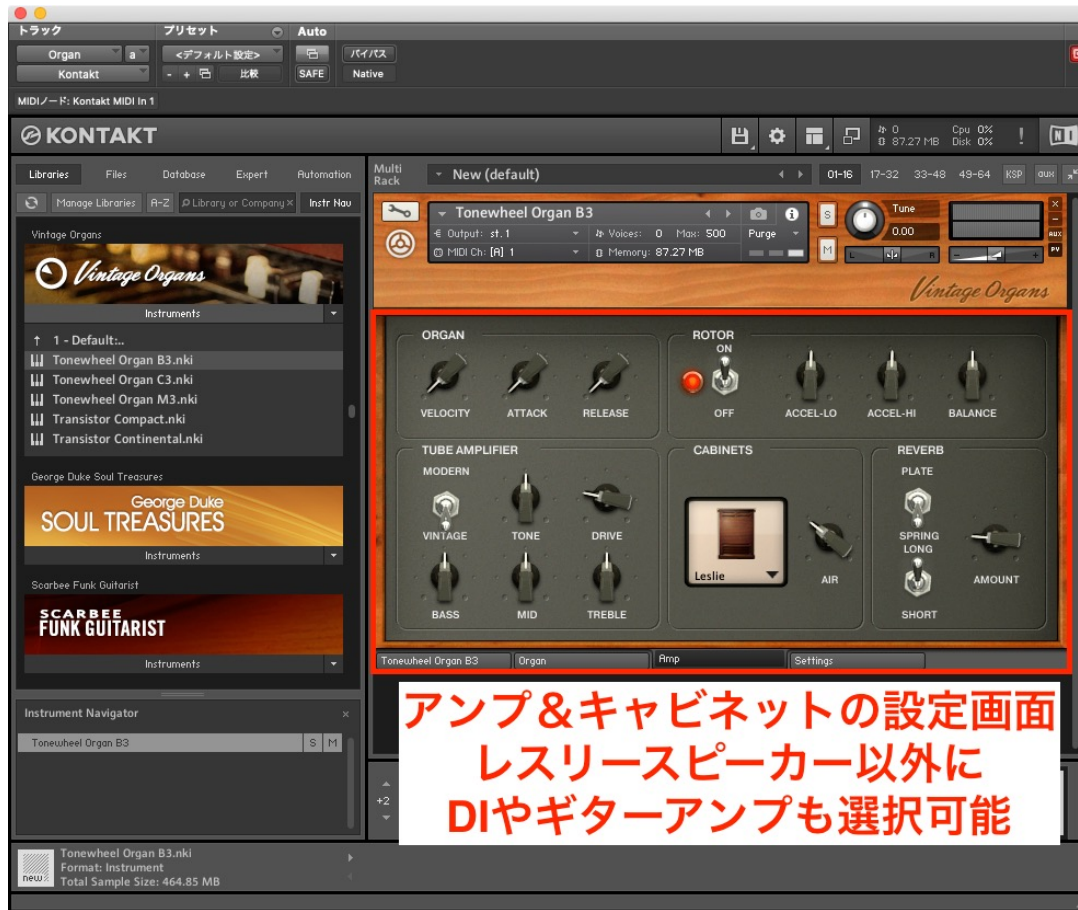 トラック プリセット Auto
Organ a <デフォルト設定> バイパス
Kontakt - + 比較 SAFE Native
MIDIノード: Kontakt MIDI In 1
KONTAKT
0 Cpu 0% ! NI
87.27 MB Disk 0%
Libraries Files Database Expert Automation
Manage Libraries A-Z Library or Company × Instr Nav
Vintage Organs
Vintage Organs
Instruments
↑ 1 - Default:..
Tonewheel Organ B3.nki
Tonewheel Organ C3.nki
Tonewheel Organ M3.nki
Transistor Compact.nki
Transistor Continental.nki
George Duke Soul Treasures
George Duke
SOUL TREASURES
Instruments
Scarbee Funk Guitarist
SCARBEE
FUNK GUITARIST
Instruments
Instrument Navigator ×
Tonewheel Organ B3 S M
Tonewheel Organ B3.nki
Format: Instrument
Total Sample Size: 464.85 MB
new
Multi
Rack
New (default) 01-16 17-32 33-48 49-64 KSP aux
Tonewheel Organ B3 i S Tune
Output: st. 1 Voices: 0 Max: 500 Purge 0.00
MIDI Ch: [A] 1 Memory: 87.27 MB M L R - +
×
-
AUX
PV
Vintage Organs
ORGAN
VELOCITY ATTACK RELEASE
ROTOR
ON
OFF ACCEL-LO ACCEL-HI BALANCE
TUBE AMPLIFIER
MODERN
VINTAGE TONE DRIVE
BASS MID TREBLE
CABINETS
Leslie AIR
REVERB
PLATE
SPRING
LONG
AMOUNT
SHORT
Tonewheel Organ B3 Organ Amp Settings
アンプ&キャビネットの設定画面
レスリースピーカー以外に
DIやギターアンプも選択可能
+2